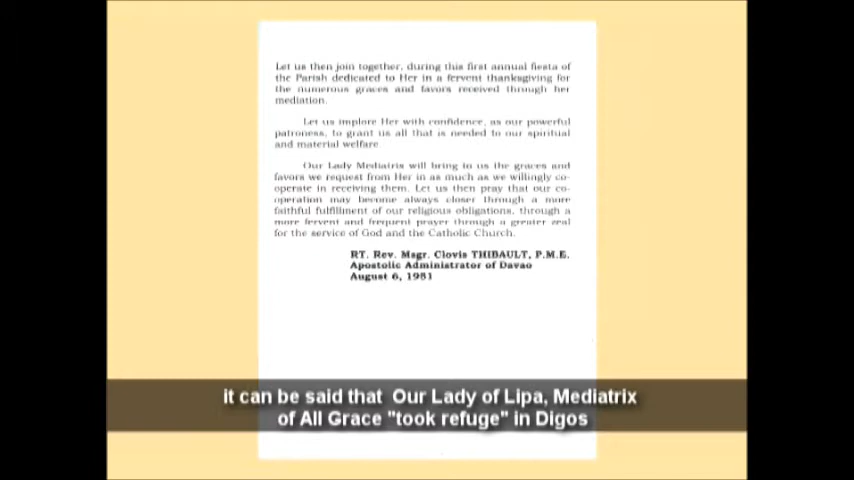 Let us then join together, during this first annual fiesta of
the Parish dedicated to Her in a fervent thanksgiving for
the numerous graces and favors received through her
mediation.
Let us implore Her with confidence, as our powerful
patroness, to grant us all that is needed to our spiritual
and material welfare
Our Lady Mediatrix will bring to us the graces and
favors we request from Her in as much as we willingly co-
operate in receiving them. Let us then pray that our co-
operation may become always closer through a more
faithful fulfillment of our religious obligations, through a
more fervent and frequent prayer through a greater zeal
for the service of God and the Catholic Church.
RT. Rev. Msgr. Clovis THIBAULT, P.M.E.
Apostolic Administrator of Davao
August 6, 1951
it can be said that Our Lady of Lipa, Mediatrix
of All Grace "took refuge" in Digos